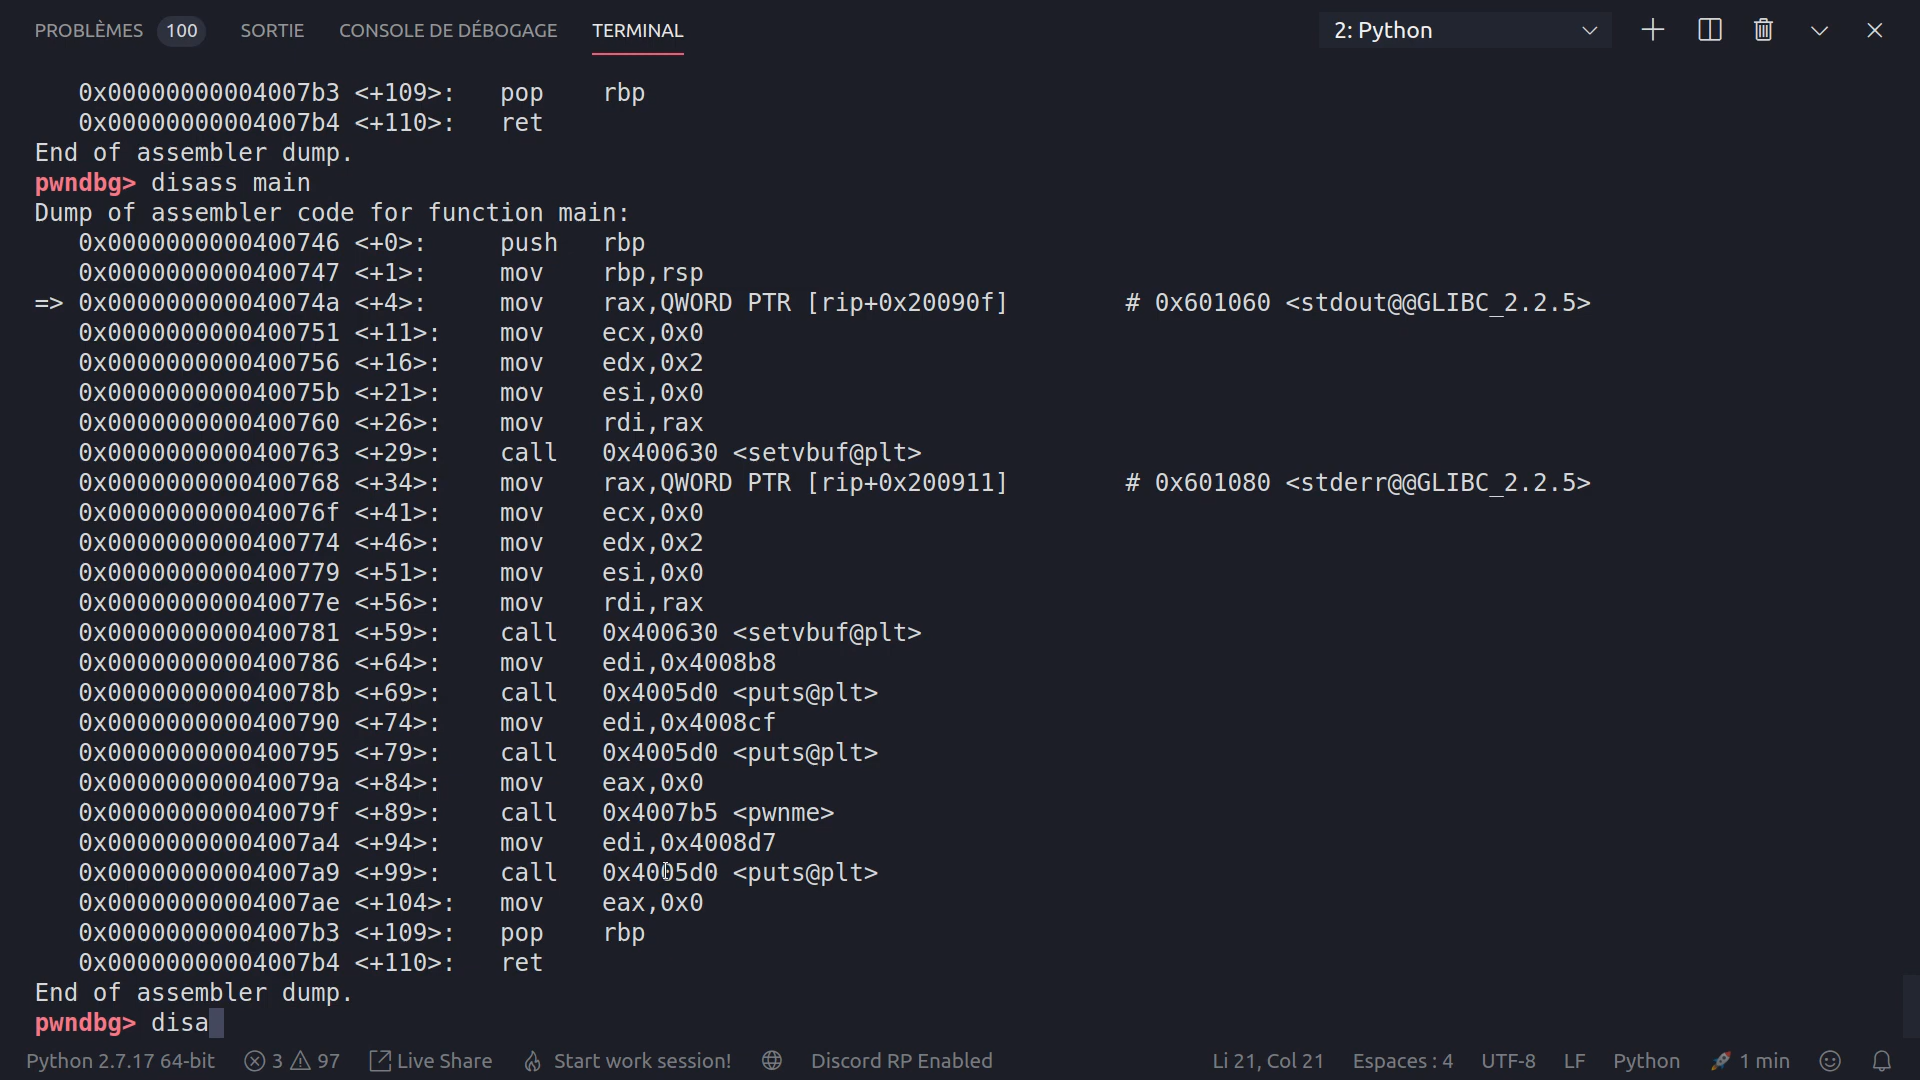 PROBLÈMES 100 SORTIE CONSOLE DE DÉBOGAGE TERMINAL 2: Python
0x00000000004007b3 <+109>: pop rbp
0x00000000004007b4 <+110>: ret
End of assembler dump.
pwndbg> disass main
Dump of assembler code for function main:
0x0000000000400746 <+0>: push rbp
0x0000000000400747 <+1>: mov rbp,rsp
=> 0x000000000040074a <+4>: mov rax,QWORD PTR [rip+0x20090f] # 0x601060 <stdout@@GLIBC_2.2.5>
0x0000000000400751 <+11>: mov ecx,0x0
0x0000000000400756 <+16>: mov edx,0x2
0x000000000040075b <+21>: mov esi,0x0
0x0000000000400760 <+26>: mov rdi,rax
0x0000000000400763 <+29>: call 0x400630 <setvbuf@plt>
0x0000000000400768 <+34>: mov rax,QWORD PTR [rip+0x200911] # 0x601080 <stderr@@GLIBC_2.2.5>
0x000000000040076f <+41>: mov ecx,0x0
0x0000000000400774 <+46>: mov edx,0x2
0x0000000000400779 <+51>: mov esi,0x0
0x000000000040077e <+56>: mov rdi,rax
0x0000000000400781 <+59>: call 0x400630 <setvbuf@plt>
0x0000000000400786 <+64>: mov edi,0x4008b8
0x000000000040078b <+69>: call 0x4005d0 <puts@plt>
0x0000000000400790 <+74>: mov edi,0x4008cf
0x0000000000400795 <+79>: call 0x4005d0 <puts@plt>
0x000000000040079a <+84>: mov eax,0x0
0x000000000040079f <+89>: call 0x4007b5 <pwnme>
0x00000000004007a4 <+94>: mov edi,0x4008d7
0x00000000004007a9 <+99>: call 0x4005d0 <puts@plt>
0x00000000004007ae <+104>: mov eax,0x0
0x00000000004007b3 <+109>: pop rbp
0x00000000004007b4 <+110>: ret
End of assembler dump.
pwndbg> disa
Python 2.7.17 64-bit 3 97 Live Share Start work session! Discord RP Enabled Li 21, Col 21 Espaces : 4 UTF-8 LF Python 1 min